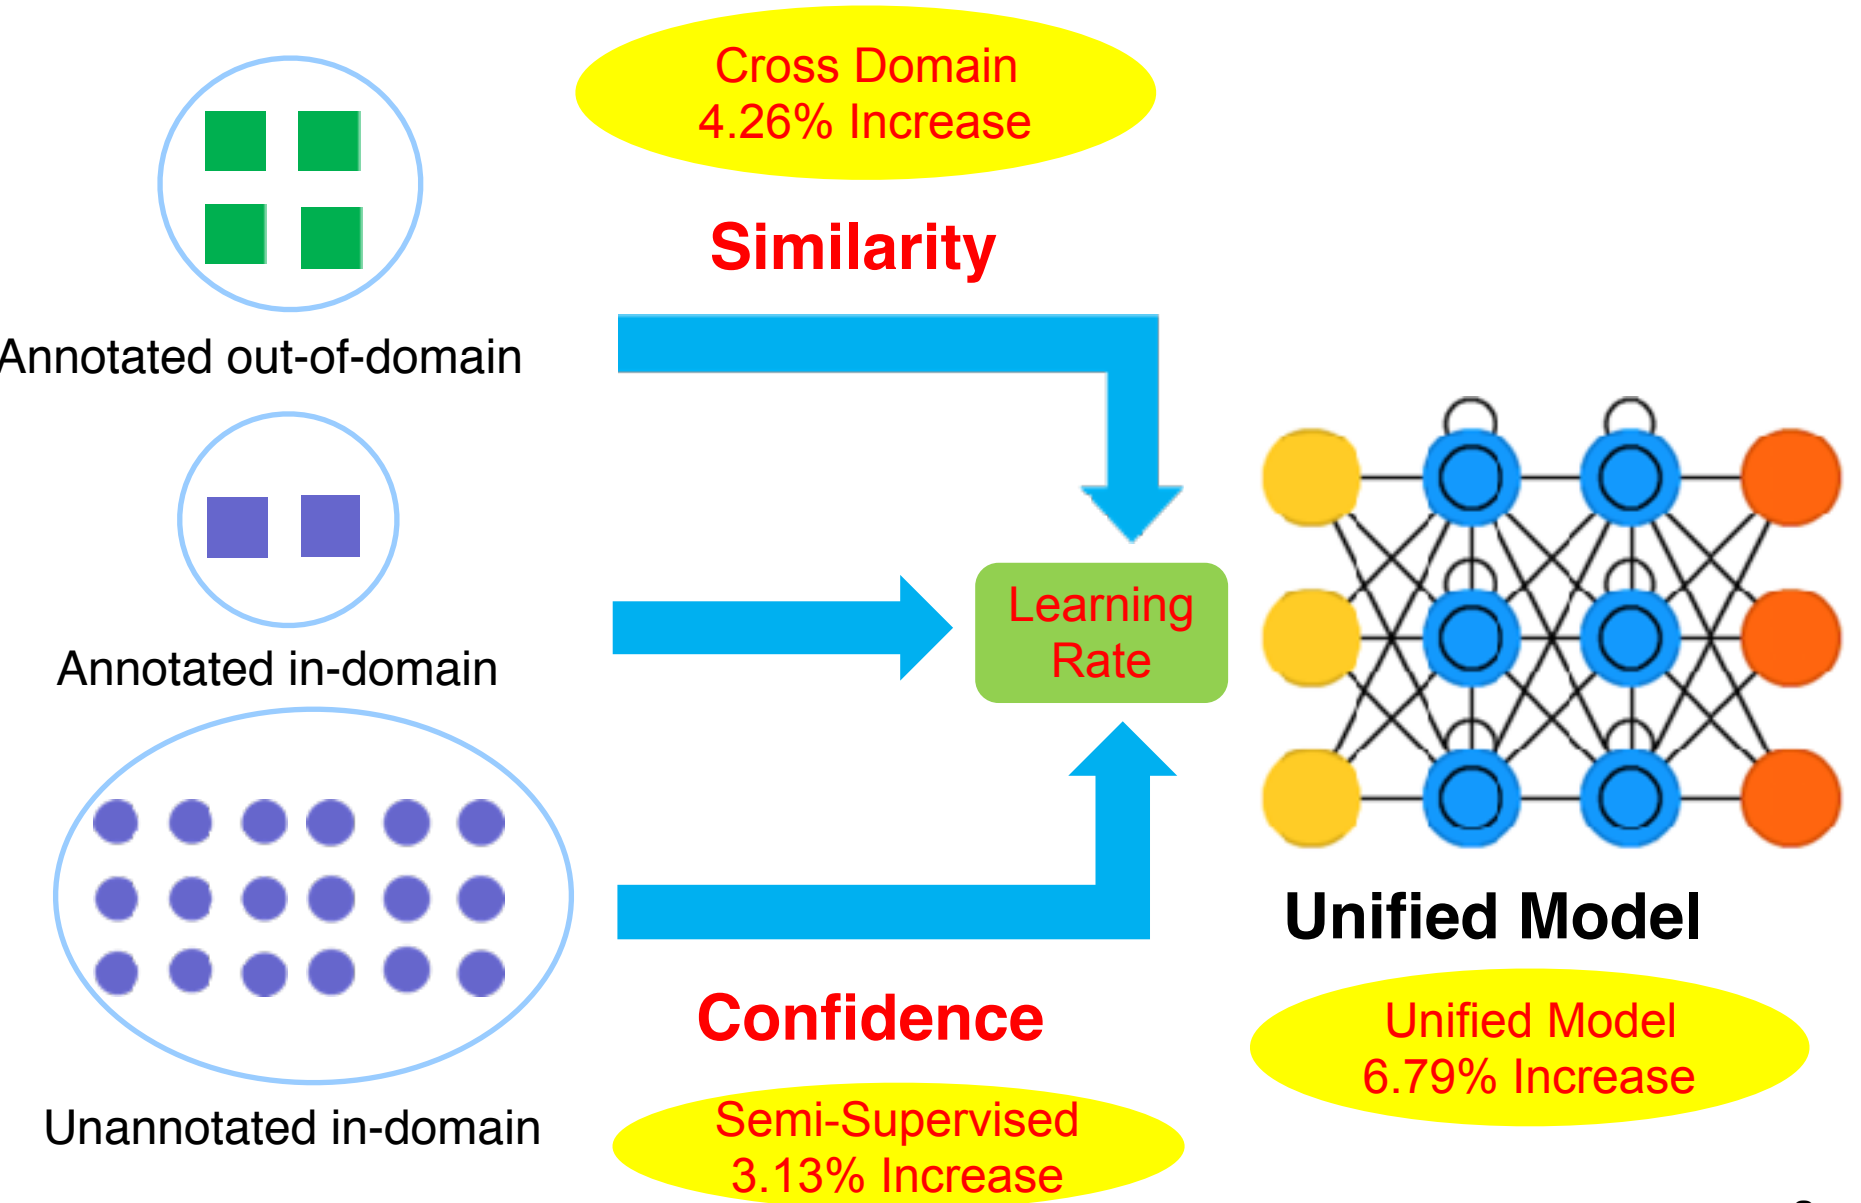 Cross Domain
4.26% Increase
Similarity
Annotated out-of-domain
Annotated in-domain
Learning
Rate
Unified Model
Confidence
Unified Model
6.79% Increase
Unannotated in-domain
Semi-Supervised
3.13% Increase